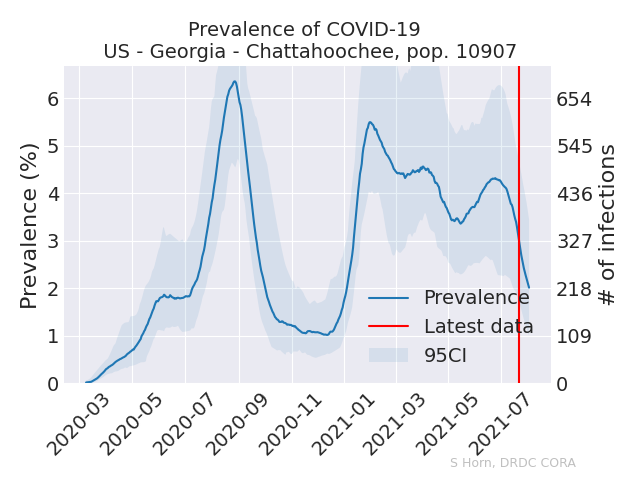 Prevalence of COVID-19
US - Georgia - Chattahoochee, pop. 10907
Prevalence (%)
6
5
4
3
2
1
0
654
545
436
327
218
109
0
# of infections
Prevalence
Latest data
95CI
2020-03
2020-05
2020-07
2020-09
2020-11
2021-01
2021-03
2021-05
2021-07
S Horn, DRDC CORA